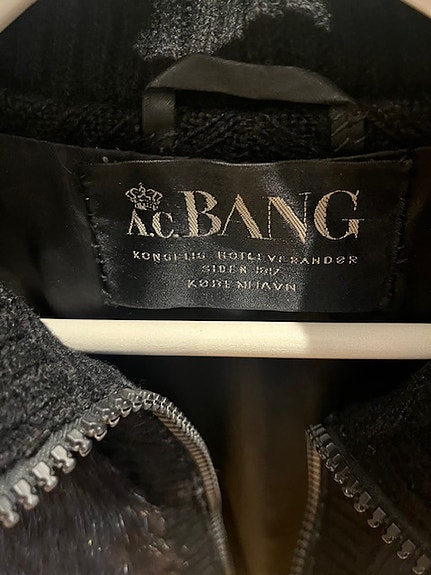 A.C.BANG
KONGELIG HOFLEVERANDØR
SIDEN 1817
KØBENHAVN